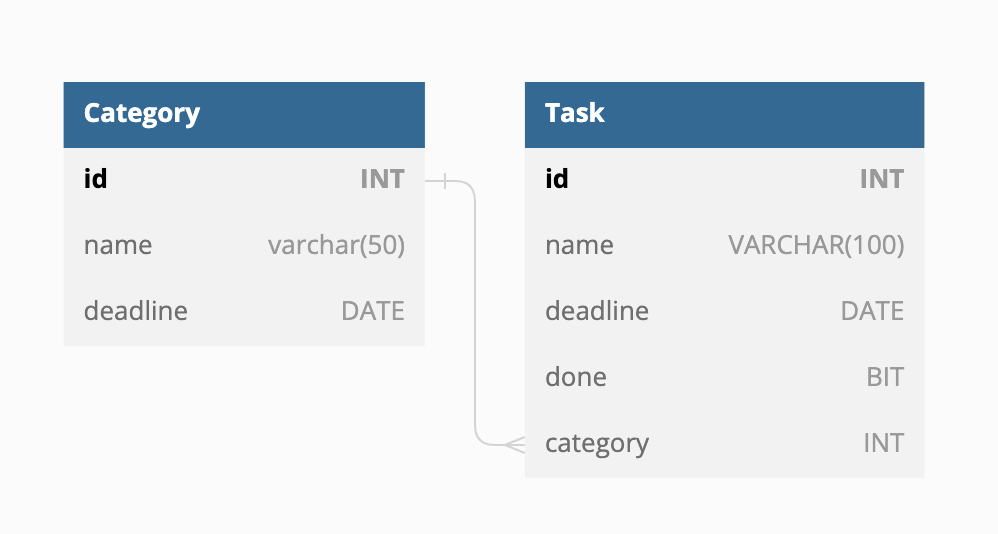 Category
id INT
name varchar(50)
deadline DATE
Task
id INT
name VARCHAR(100)
deadline DATE
done BIT
category INT